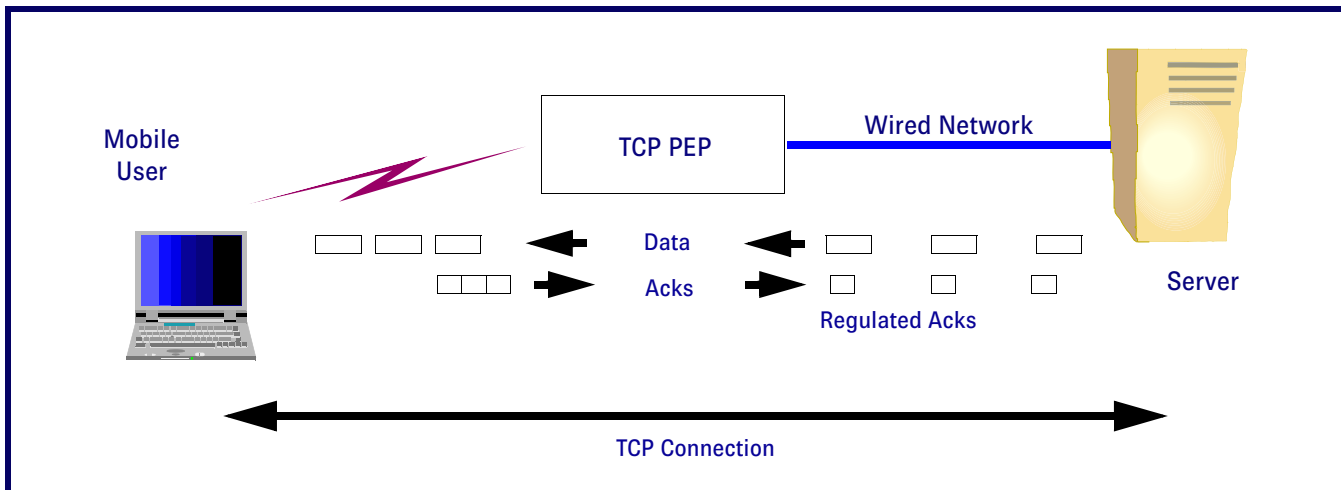 Mobile
User
TCP PEP
Wired Network
Data
Acks
Regulated Acks
Server
TCP Connection